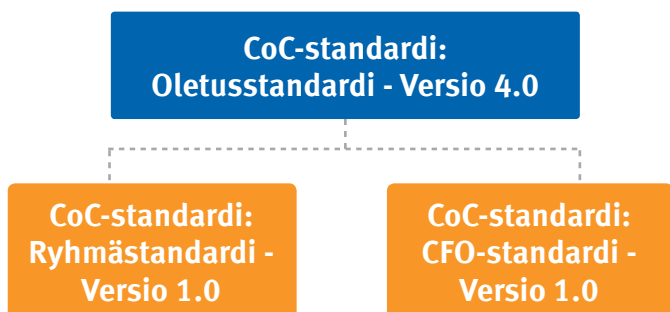 CoC-standardi:
Oletusstandardi - Versio 4.0
CoC-standardi:
Ryhmästandardi -
Versio 1.0
CoC-standardi:
CFO-standardi -
Versio 1.0